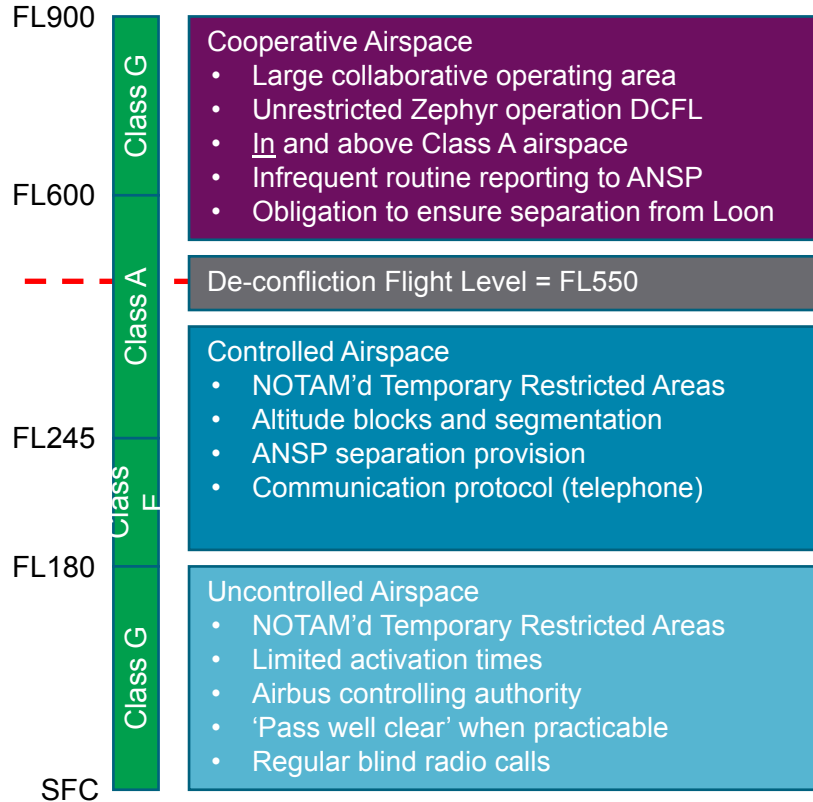 FL900
Class G
FL600
Class A
FL245
Class
E
FL180
Class G
SFC
Cooperative Airspace
• Large collaborative operating area
• Unrestricted Zephyr operation DCFL
• In and above Class A airspace
• Infrequent routine reporting to ANSP
• Obligation to ensure separation from Loon
De-confliction Flight Level = FL550
Controlled Airspace
• NOTAM'd Temporary Restricted Areas
• Altitude blocks and segmentation
• ANSP separation provision
• Communication protocol (telephone)
Uncontrolled Airspace
• NOTAM'd Temporary Restricted Areas
• Limited activation times
• Airbus controlling authority
• ‘Pass well clear’ when practicable
• Regular blind radio calls